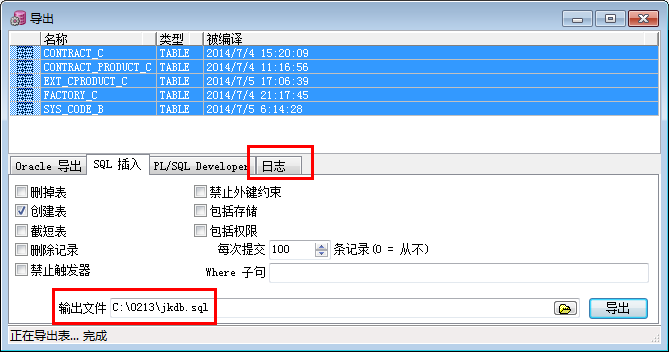 导出
名称 类型 被编译
CONTRACT_C TABLE 2014/7/4 15:20:09
CONTRACT_PRODUCT_C TABLE 2014/7/4 11:16:56
EXT_CPRODUCT_C TABLE 2014/7/5 17:06:39
FACTORY_C TABLE 2014/7/4 21:17:45
SYS_CODE_B TABLE 2014/7/5 6:14:28
Oracle 导出 SQL 插入 PL/SQL Developer 日志
删掉表 禁止外键约束
创建表 包括存储
截短表 包括权限
删除记录 每次提交 100 条记录(0 = 从不)
禁止触发器 Where 子句
输出文件 C:\0213\jkdb.sql 导出
正在导出表... 完成